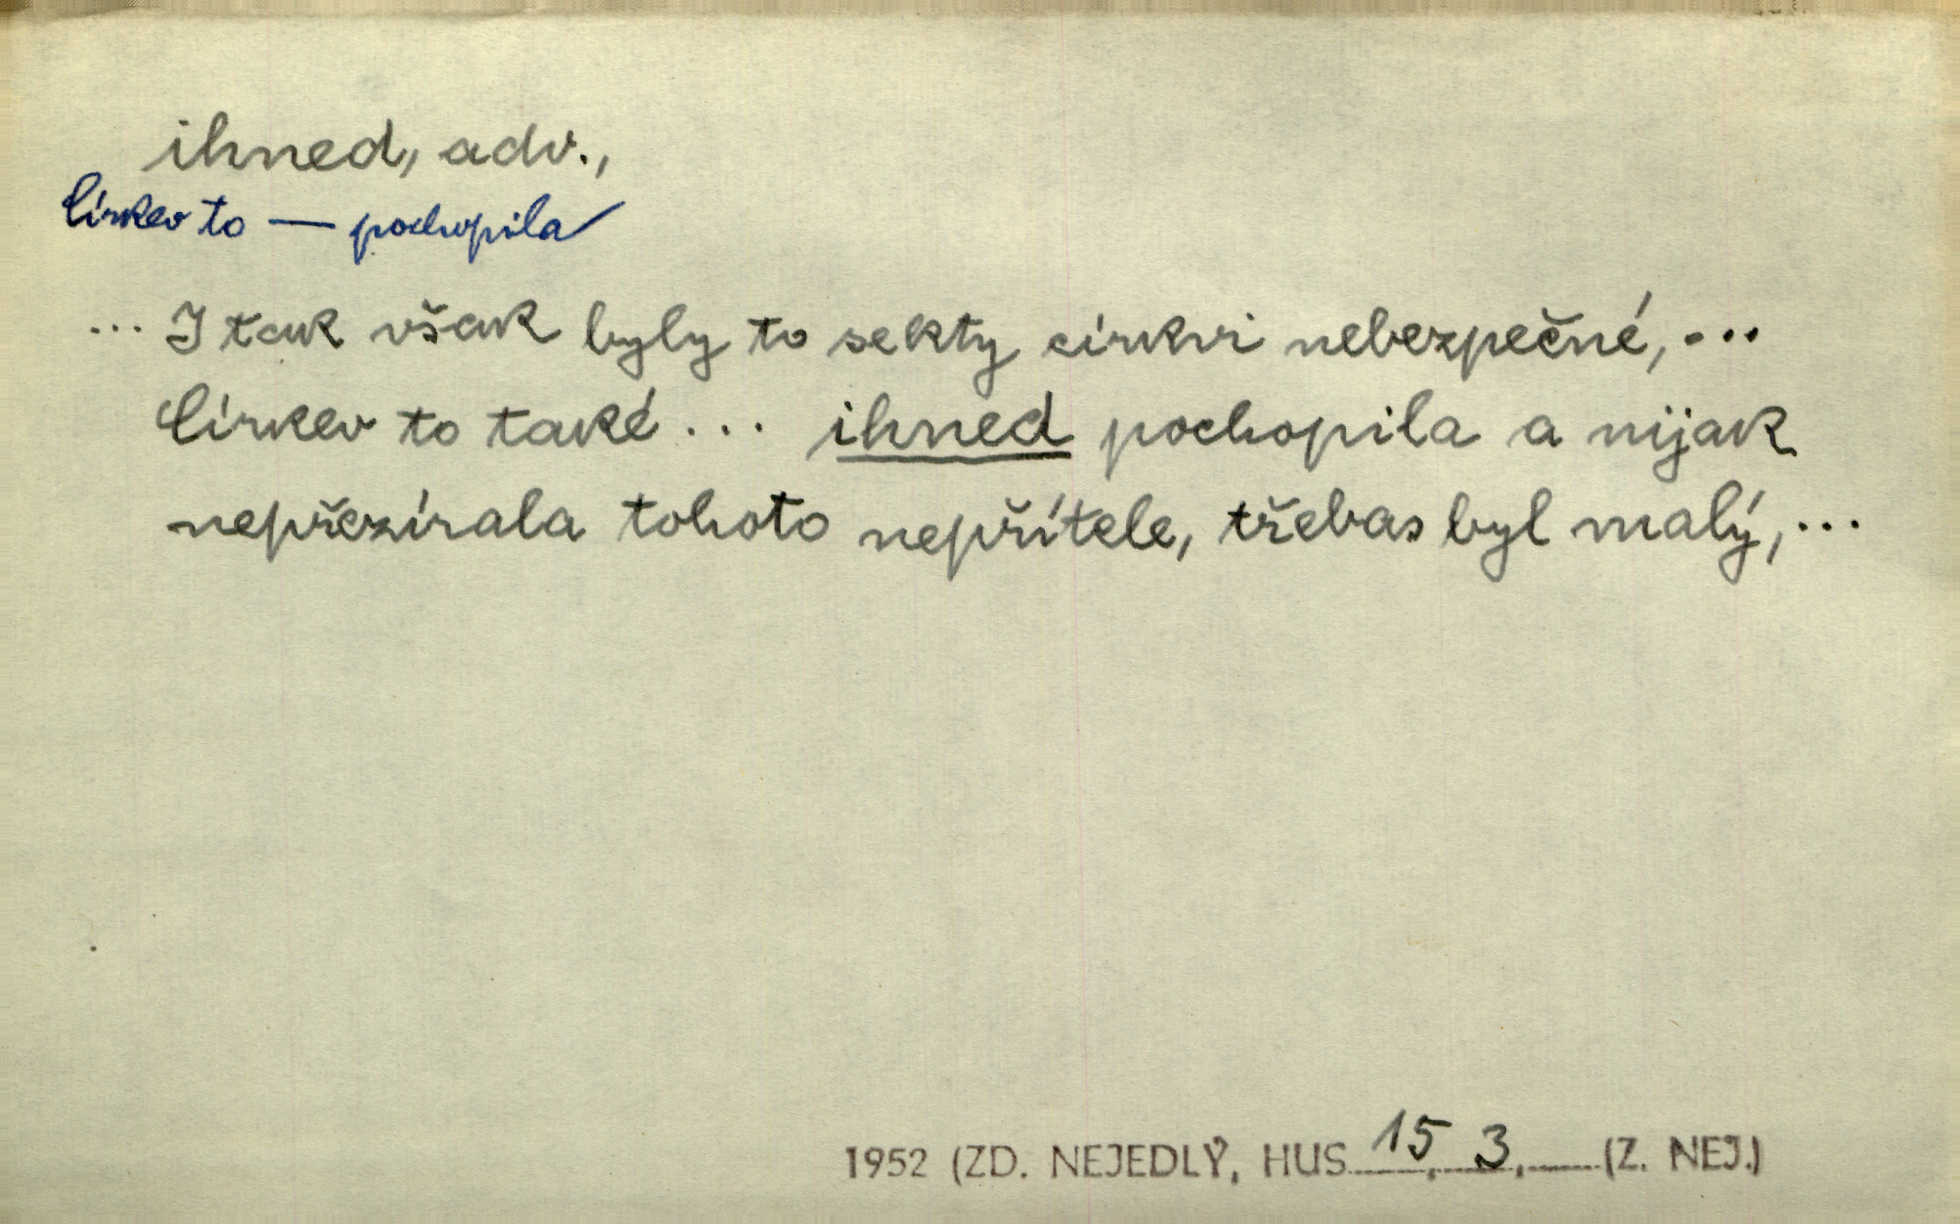 ihned, adv.,
Církev to — pochopila
... I tak však byly to sekty církvi nebezpečné, ...
Církev to také ... ihned pochopila a nijak
nepřezírala tohoto nepřítele, třebas byl malý, ...
1952 (ZD. NEJEDLÝ, HUS 15, 3, (Z. NEJ.)